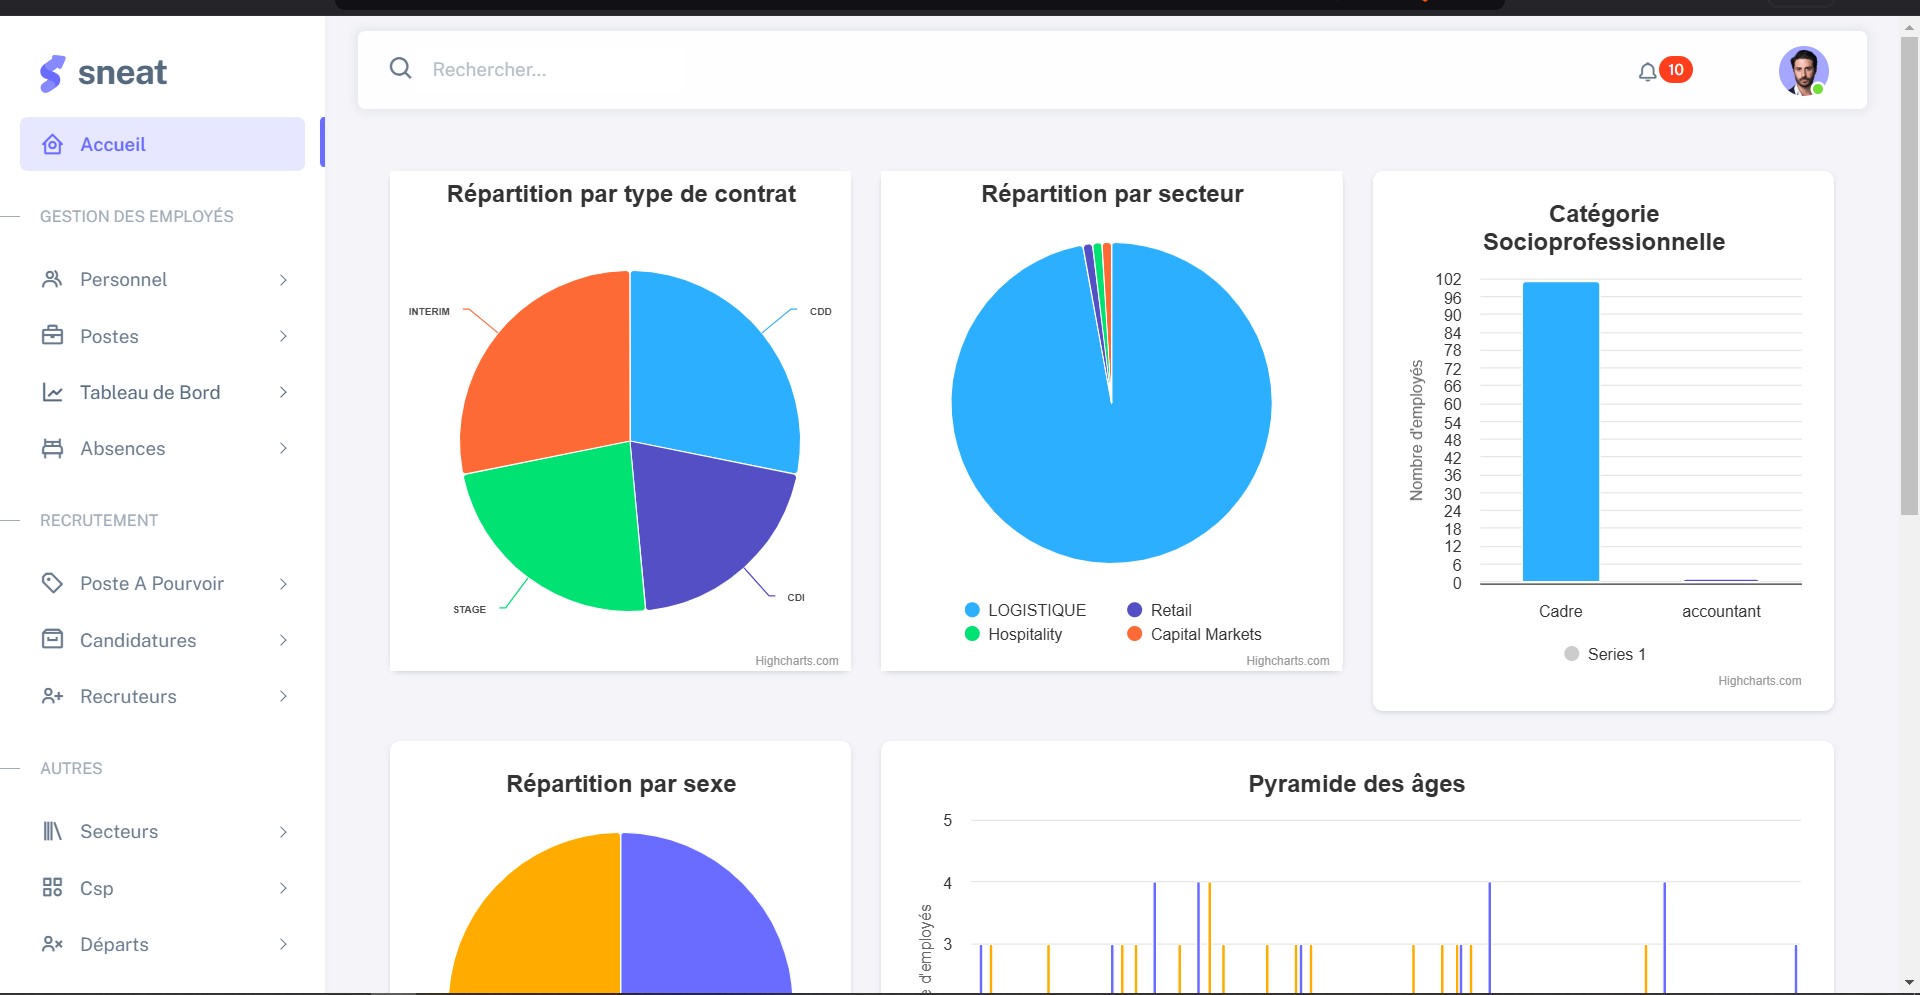 sneat
Rechercher...
10
Accueil
GESTION DES EMPLOYÉS
Personnel
Postes
Tableau de Bord
Absences
RECRUTEMENT
Poste A Pourvoir
Candidatures
Recruteurs
AUTRES
Secteurs
Csp
Départs
Répartition par type de contrat
INTERIM
CDD
STAGE
CDI
Highcharts.com
Répartition par secteur
LOGISTIQUE
Retail
Hospitality
Capital Markets
Highcharts.com
Catégorie
Socioprofessionnelle
Nombre d'employés
102
96
90
84
78
72
66
60
54
48
42
36
30
24
18
12
6
0
Cadre
accountant
Series 1
Highcharts.com
Répartition par sexe
Pyramide des âges
d'employés
5
4
3